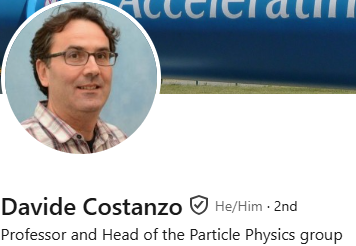 Acceleratin
Davide Costanzo He/Him · 2nd
Professor and Head of the Particle Physics group